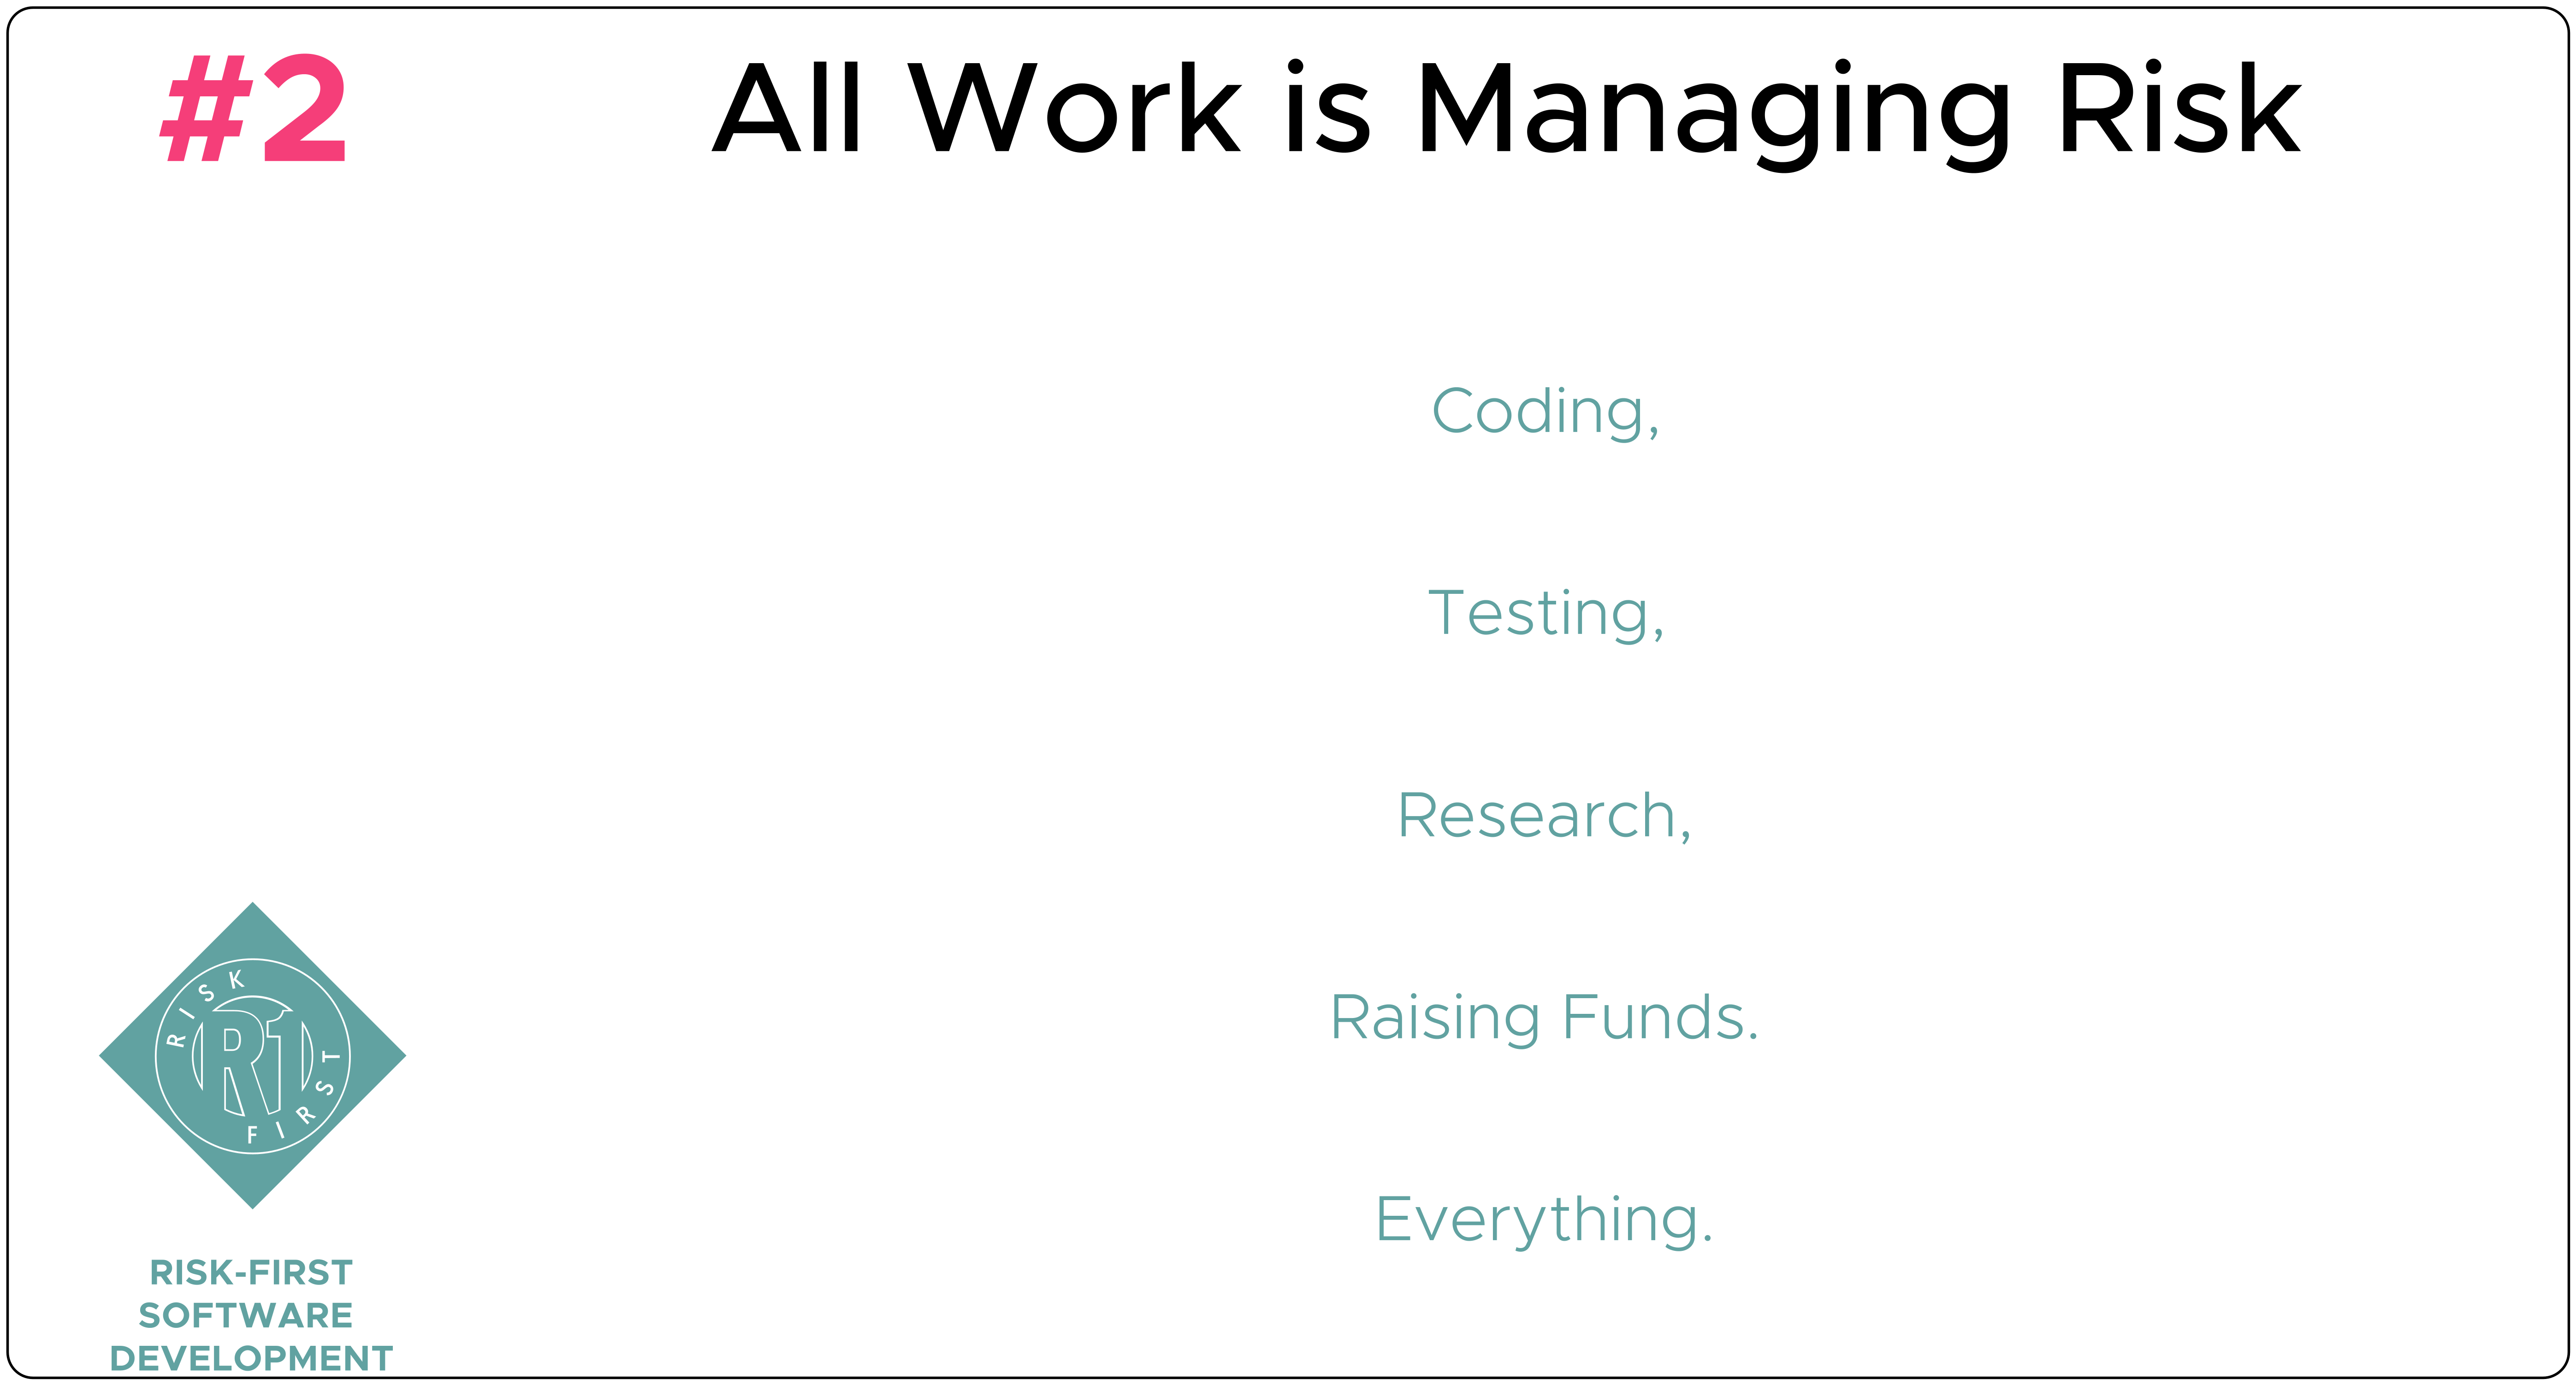 #2
All Work is Managing Risk
Coding,
Testing,
Research,
Raising Funds.
Everything.
RISK
R1
FIRST
RISK-FIRST
SOFTWARE
DEVELOPMENT